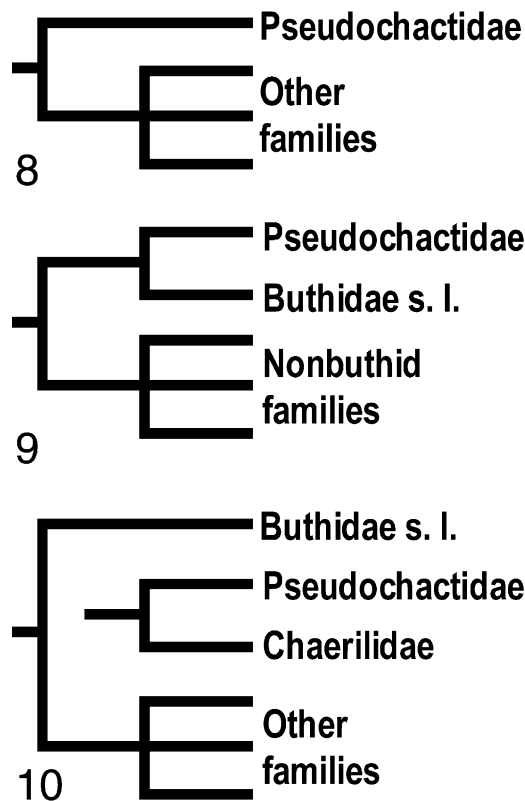 Pseudochactidae
Other
families
8
Pseudochactidae
Buthidae s. l.
Nonbuthid
families
9
Buthidae s. l.
Pseudochactidae
Chaerilidae
Other
families
10